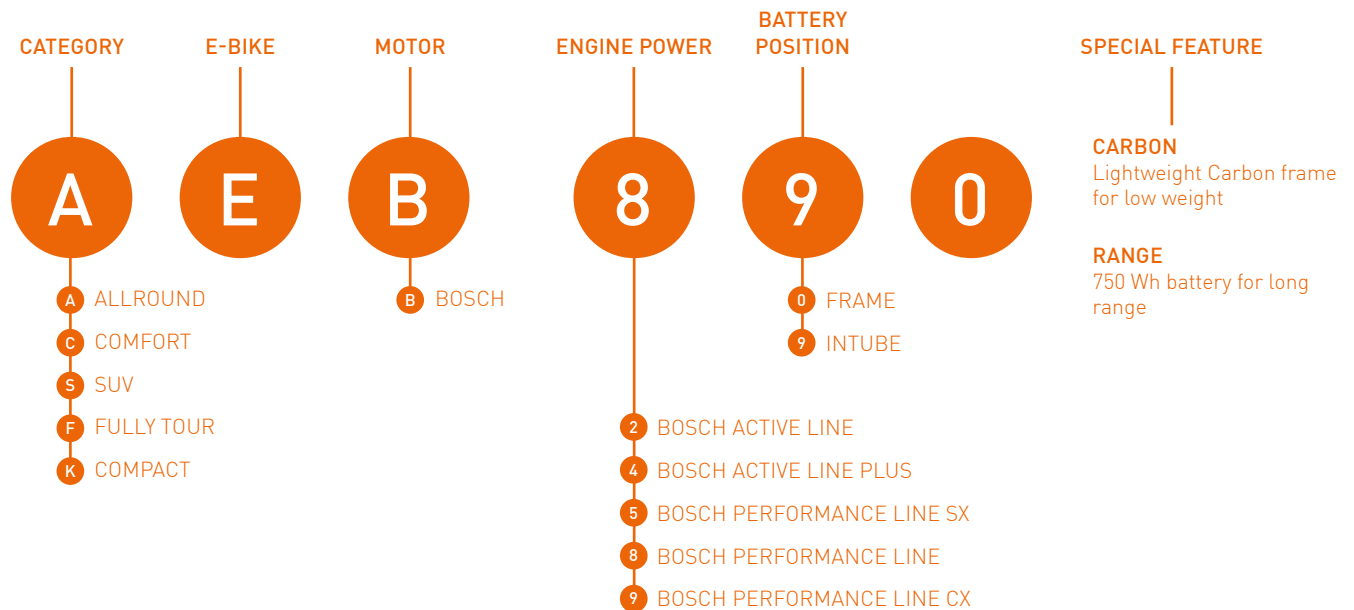 CATEGORY
E-BIKE
MOTOR
ENGINE POWER
BATTERY
POSITION
SPECIAL FEATURE
A
E
B
8
9
0
CARBON
Lightweight Carbon frame
for low weight
RANGE
750 Wh battery for long
range
A ALLROUND
C COMFORT
S SUV
F FULLY TOUR
K COMPACT
B BOSCH
0 FRAME
9 INTUBE
2 BOSCH ACTIVE LINE
4 BOSCH ACTIVE LINE PLUS
5 BOSCH PERFORMANCE LINE SX
8 BOSCH PERFORMANCE LINE
9 BOSCH PERFORMANCE LINE CX